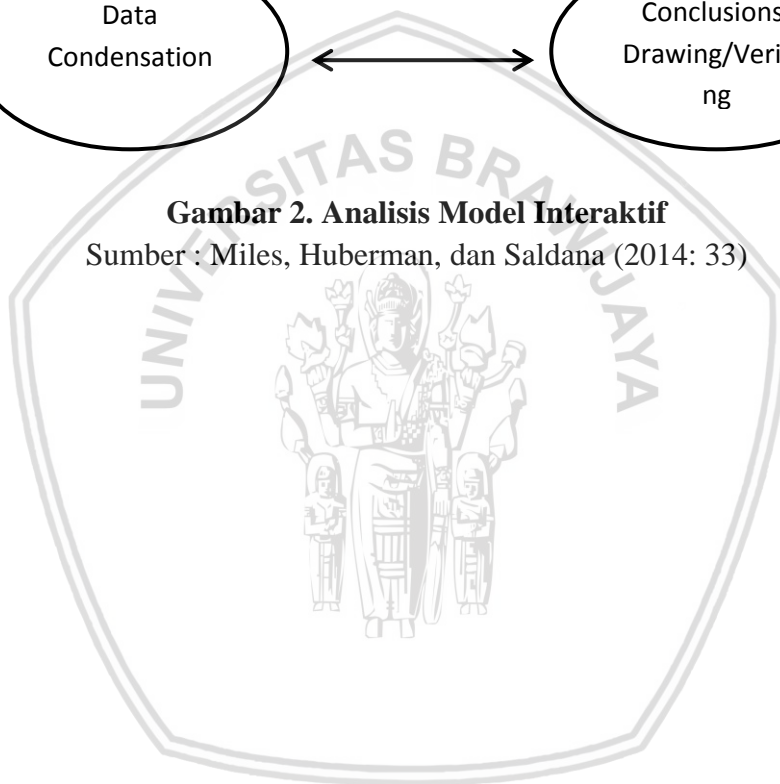 Data
Condensation
Conclusions
Drawing/Veri
ng
UNIVERSITAS BRAWIJAYA
Gambar 2. Analisis Model Interaktif
Sumber : Miles, Huberman, dan Saldana (2014: 33)